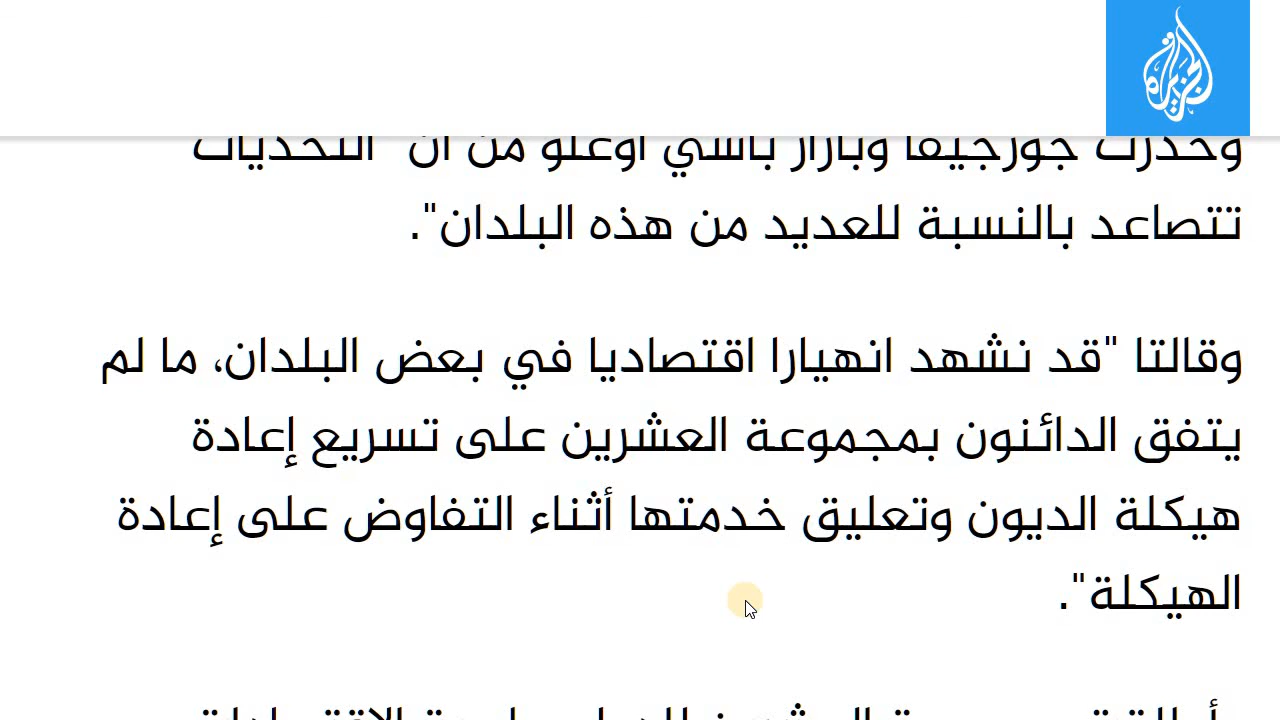 وحذرت جورجيفا وبازار باسي أوغلو من أن "التحديات
تتصاعد بالنسبة للعديد من هذه البلدان".
وقالتا "قد نشهد انهيارا اقتصاديا في بعض البلدان، ما لم
يتفق الدائنون بمجموعة العشرين على تسريع إعادة
هيكلة الديون وتعليق خدمتها أثناء التفاوض على إعادة
الهيكلة".